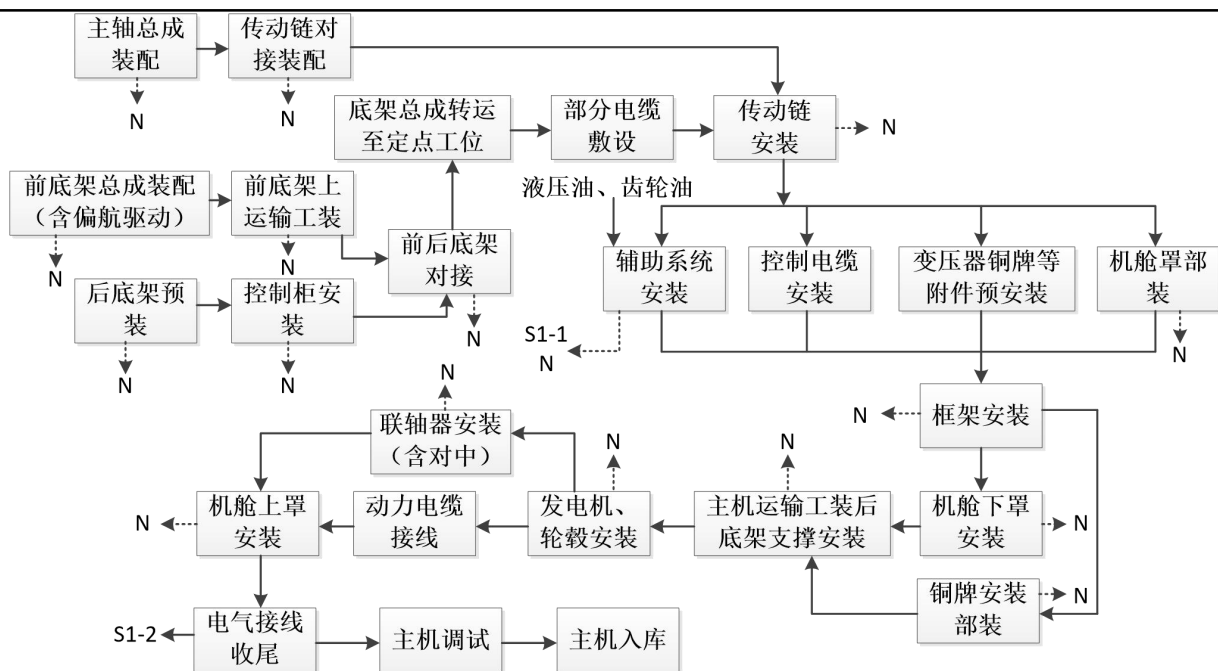 主轴总成
装配
传动链对
接装配
N
N
底架总成转运
至定点工位
部分电缆
敷设
传动链
安装
N
前底架总成装配
（含偏航驱动）
前底架上
运输工装
液压油、齿轮油
N
N
前后底架
对接
辅助系统
安装
控制电缆
安装
变压器铜牌等
附件预安装
机舱罩部
装
后底架预
装
控制柜安
装
N
N
N
S1-1
N
N
N
框架安装
N
联轴器安装
（含对中）
N
N
机舱上罩
安装
动力电缆
接线
发电机、
轮毂安装
主机运输工装后
底架支撑安装
机舱下罩
安装
N
N
铜牌安装
部装
N
S1-2
电气接线
收尾
主机调试
主机入库